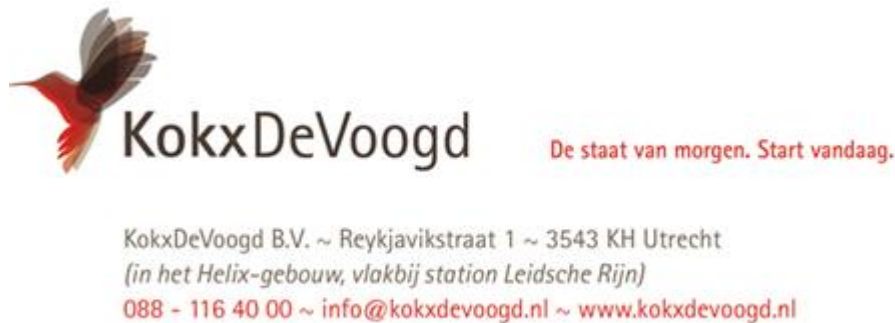 KokxDeVoogd
De staat van morgen. Start vandaag.
KokxDeVoogd B.V. ~ Reykjavikstraat 1 ~ 3543 KH Utrecht
(in het Helix-gebouw, vlakbij station Leidsche Rijn)
088 - 116 40 00 ~ info@kokxdevoogd.nl ~ www.kokxdevoogd.nl